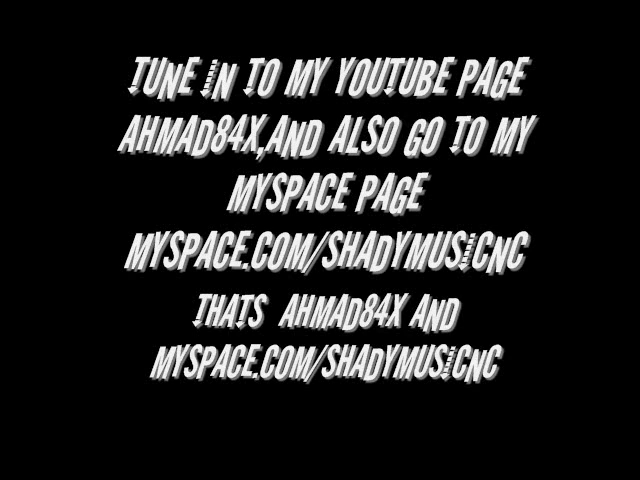 TUNE IN TO MY YOUTUBE PAGE
AHMAD84X,AND ALSO GO TO MY
MYSPACE PAGE
MYSPACE.COM/SHADYMUSICNC
THATS AHMAD84X AND
MYSPACE.COM/SHADYMUSICNC